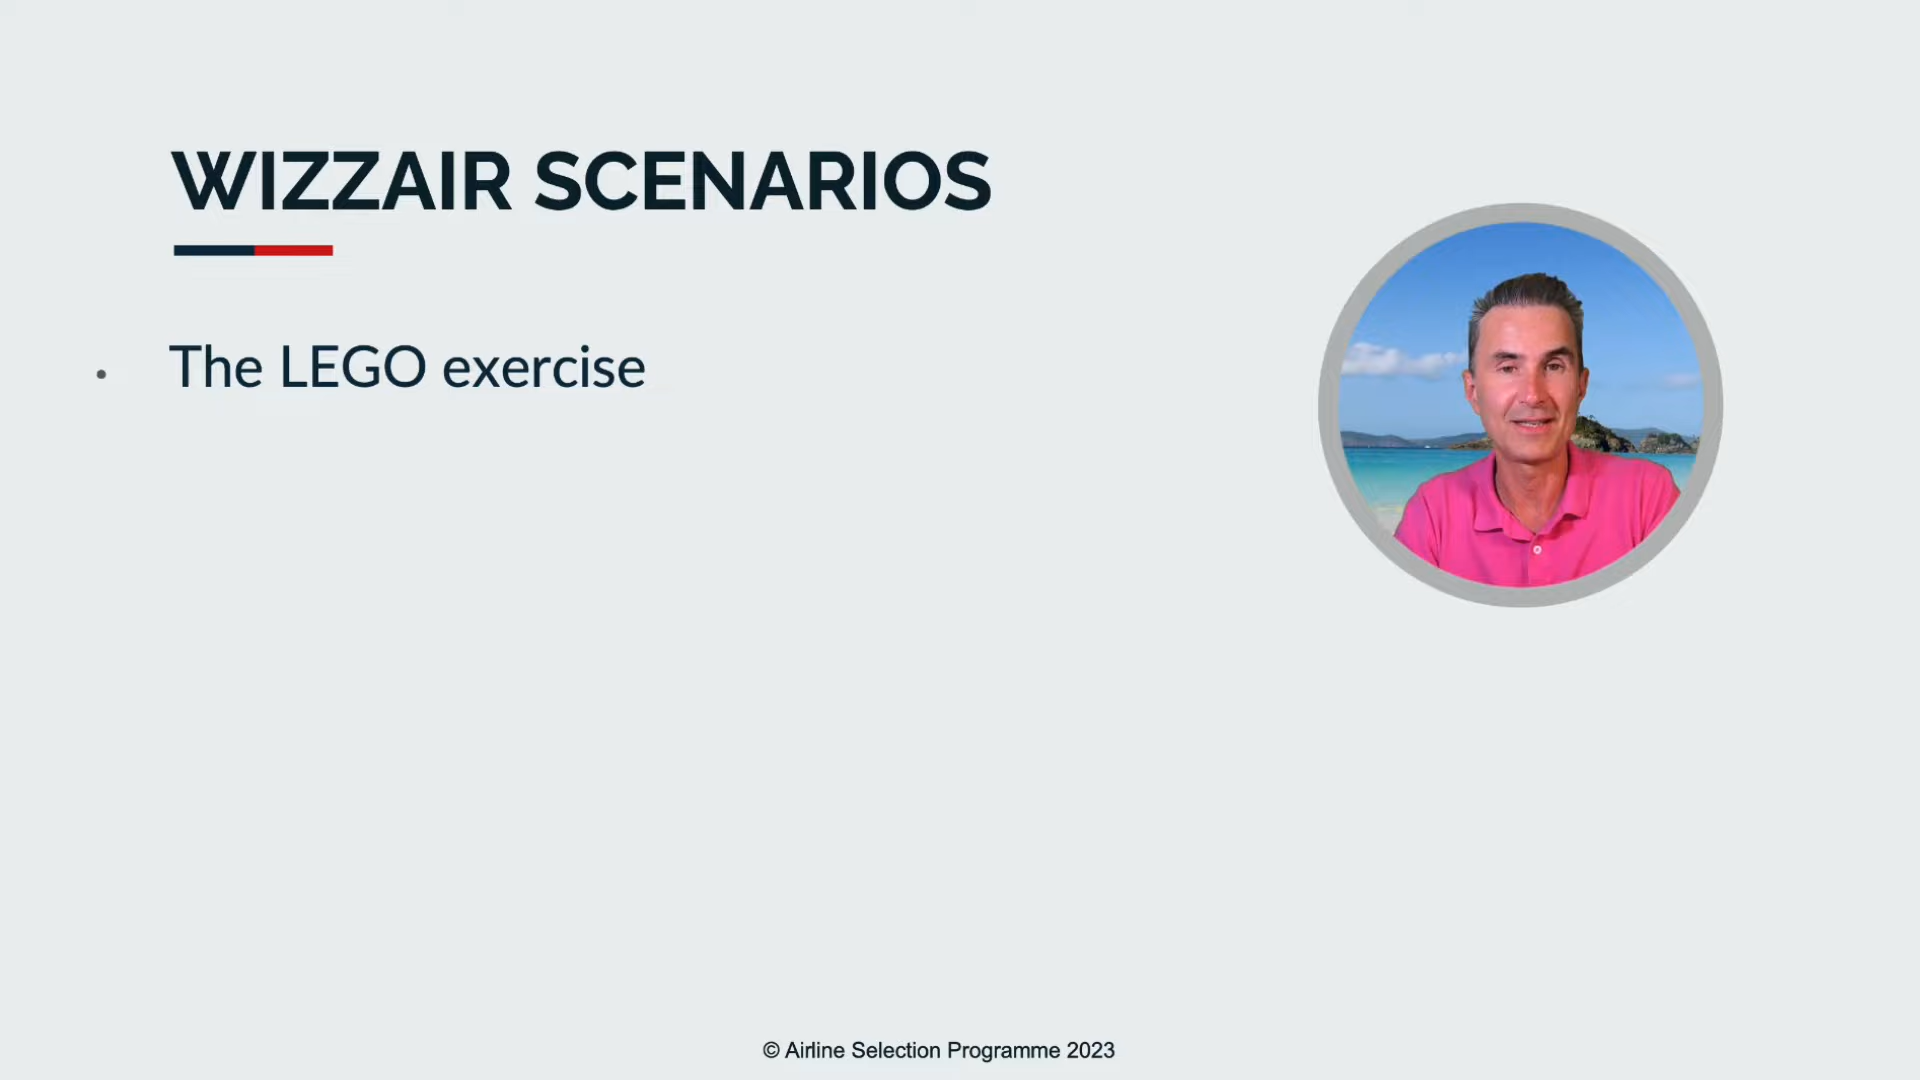 WIZZAIR SCENARIOS
• The LEGO exercise
© Airline Selection Programme 2023